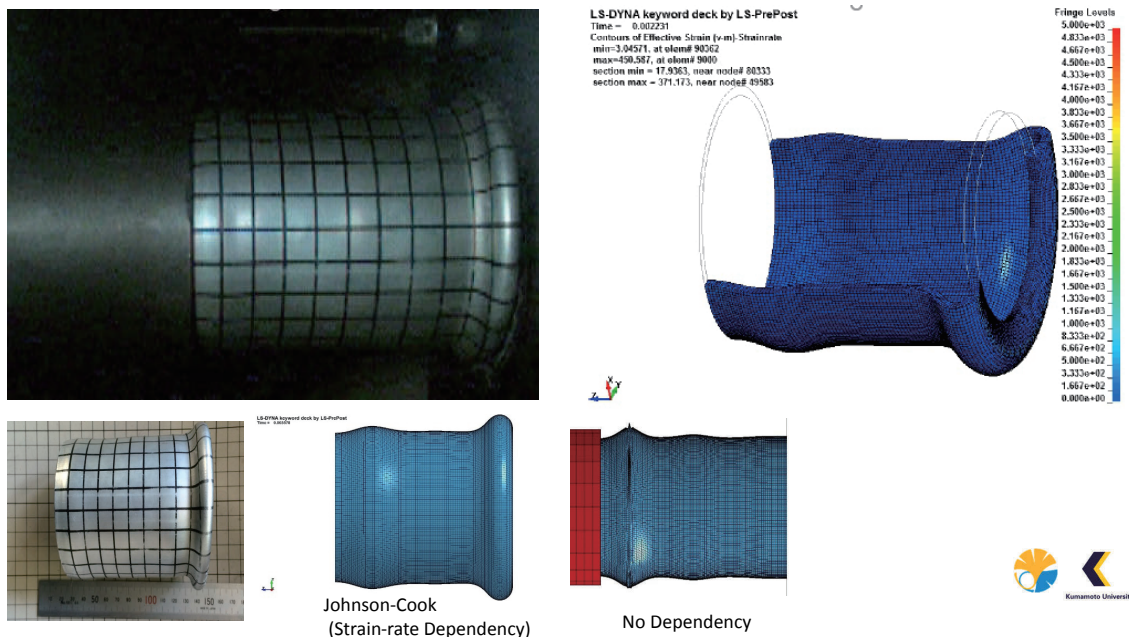 LS-DYNA keyword deck by LS-PrePost
Time = 0.002231
Contours of Effective Strain (v-m)-Strainrate
min=3.04571, at elem# 90362
max=450.587, at elem# 9000
section min = 17.9363, near node# 80333
section max = 371.173, near node# 49583
Fringe Levels
5.000e+03
4.833e+03
4.667e+03
4.500e+03
4.333e+03
4.167e+03
4.000e+03
3.833e+03
3.667e+03
3.500e+03
3.333e+03
3.167e+03
3.000e+03
2.833e+03
2.667e+03
2.500e+03
2.333e+03
2.167e+03
2.000e+03
1.833e+03
1.667e+03
1.500e+03
1.333e+03
1.167e+03
1.000e+03
8.333e+02
6.667e+02
5.000e+02
3.333e+02
1.667e+02
0.000e+00
X
Y
Z
LS-DYNA keyword deck by LS-PrePost
50
100
150
Johnson-Cook
(Strain-rate Dependency)
No Dependency
Kumamoto Universit